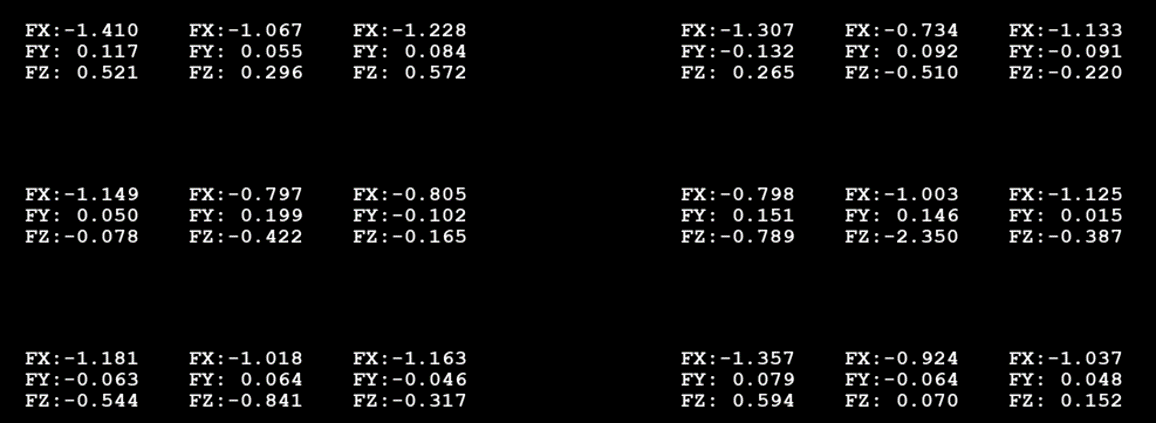 FX:-1.410 FX:-1.067 FX:-1.228 FX:-1.307 FX:-0.734 FX:-1.133
FY: 0.117 FY: 0.055 FY: 0.084 FY:-0.132 FY: 0.092 FY:-0.091
FZ: 0.521 FZ: 0.296 FZ: 0.572 FZ: 0.265 FZ:-0.510 FZ:-0.220
FX:-1.149 FX:-0.797 FX:-0.805 FX:-0.798 FX:-1.003 FX:-1.125
FY: 0.050 FY: 0.199 FY:-0.102 FY: 0.151 FY: 0.146 FY: 0.015
FZ:-0.078 FZ:-0.422 FZ:-0.165 FZ:-0.789 FZ:-2.350 FZ:-0.387
FX:-1.181 FX:-1.018 FX:-1.163 FX:-1.357 FX:-0.924 FX:-1.037
FY:-0.063 FY: 0.064 FY:-0.046 FY: 0.079 FY:-0.064 FY: 0.048
FZ:-0.544 FZ:-0.841 FZ:-0.317 FZ: 0.594 FZ: 0.070 FZ: 0.152